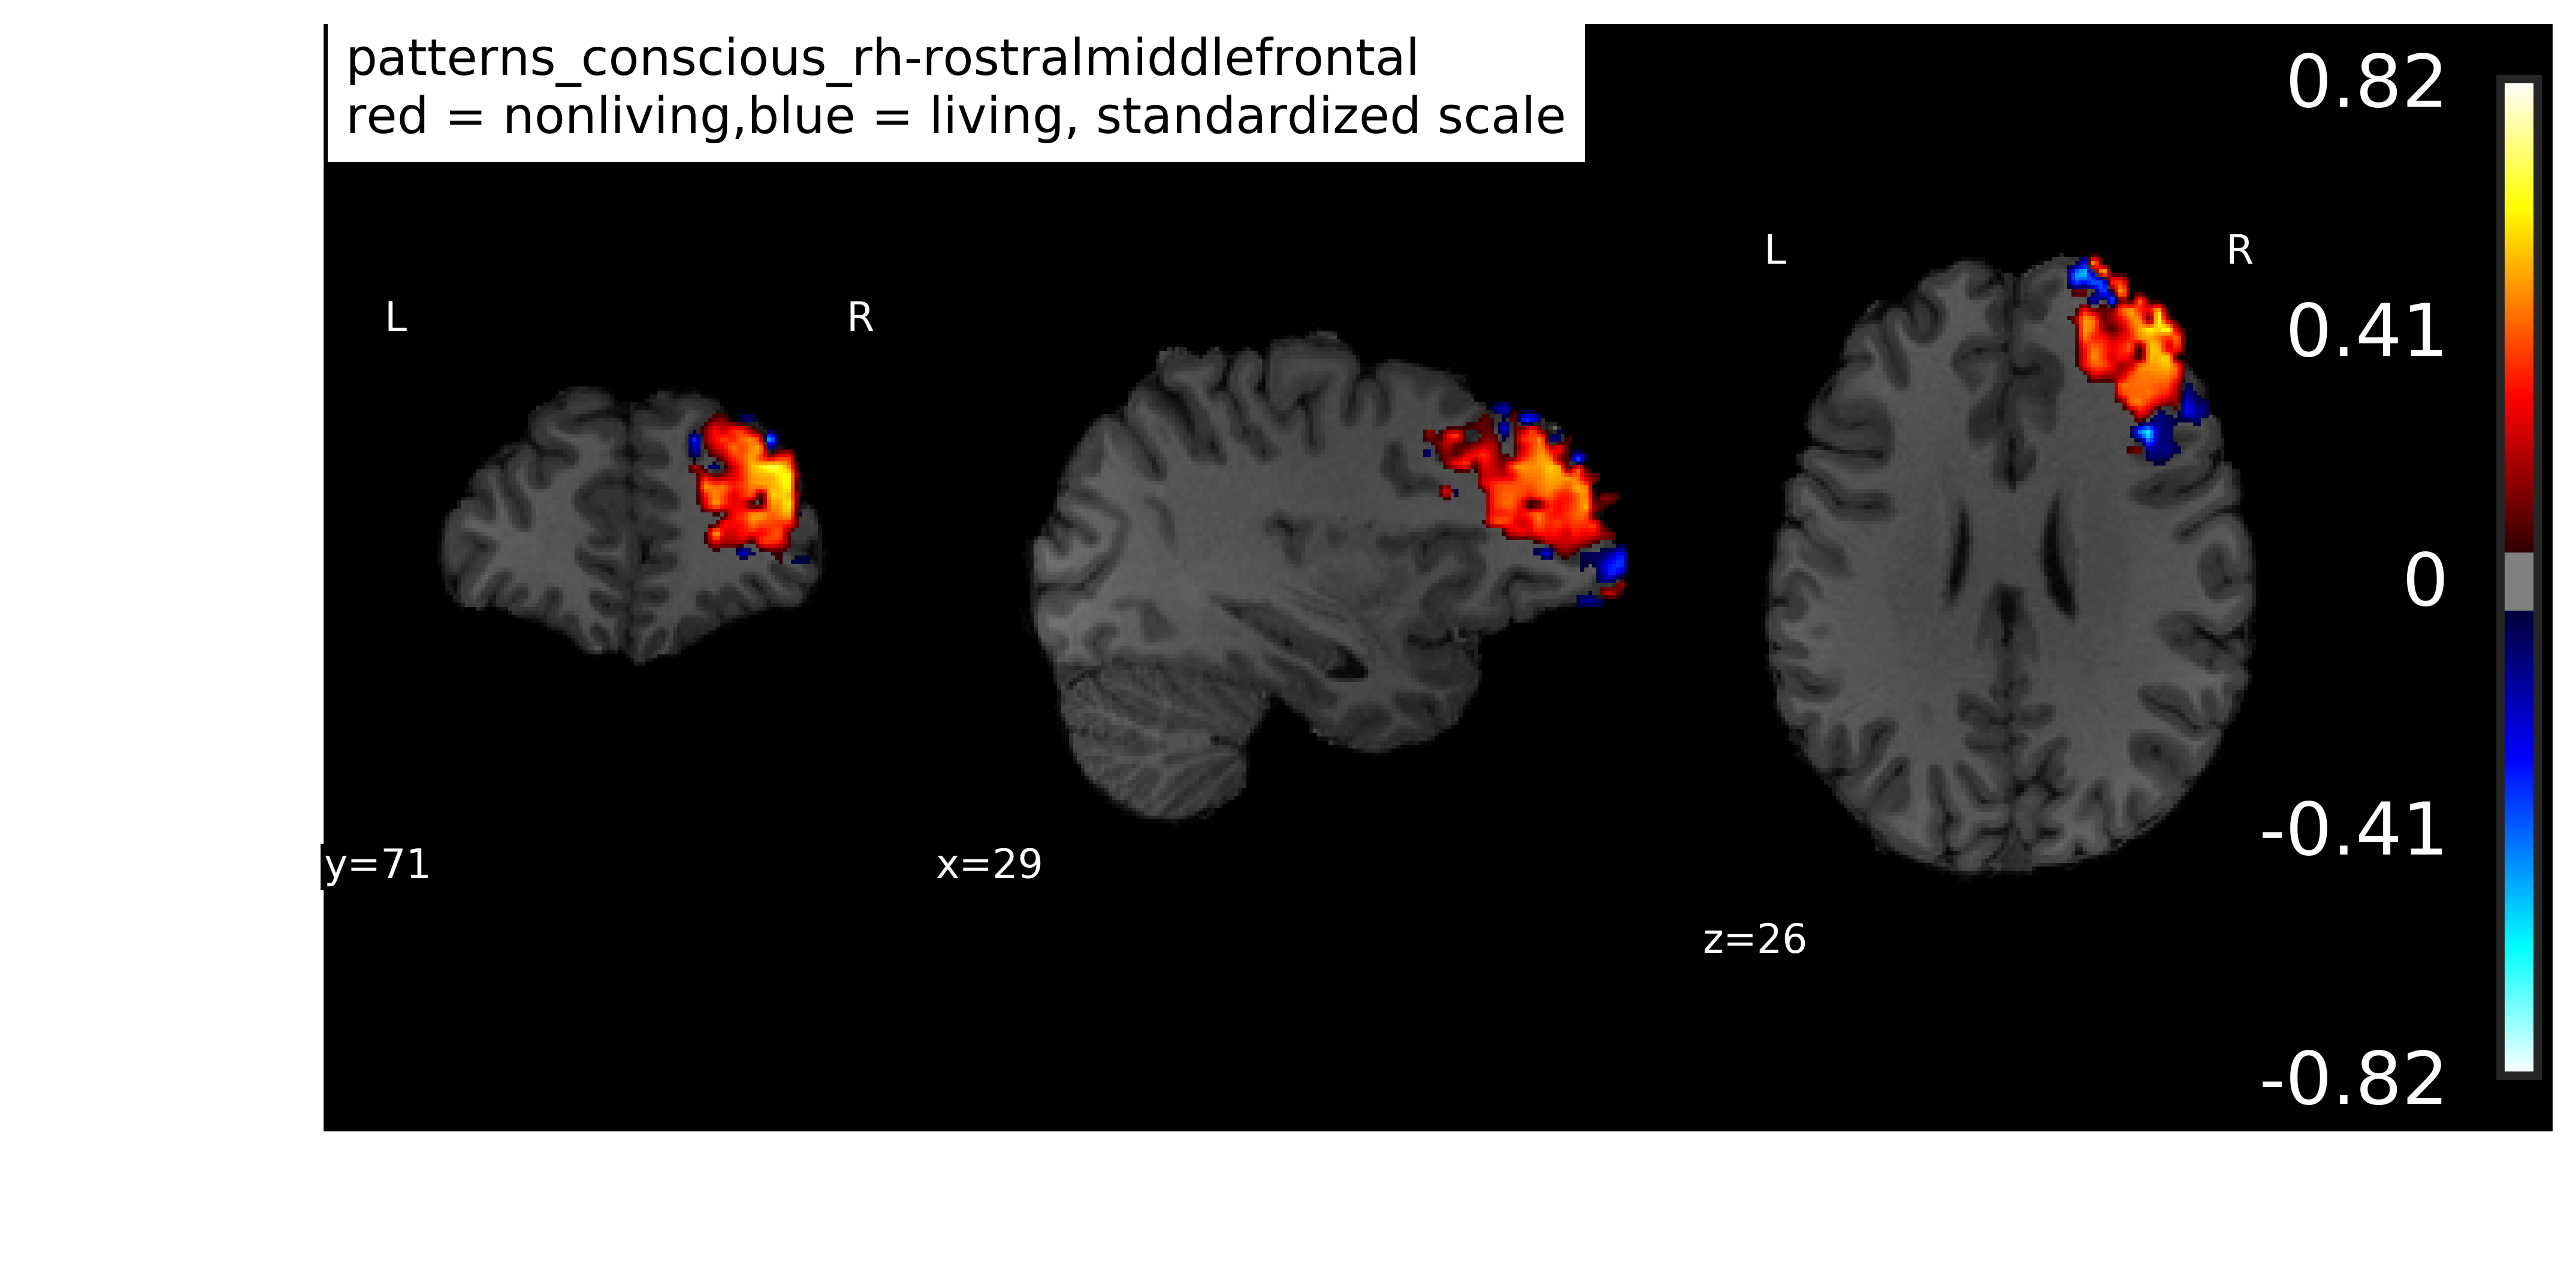 patterns_conscious_rh-rostralmiddlefrontal
red = nonliving,blue = living, standardized scale
0.82
L
R
L
R
0.41
0
-0.41
y=71
x=29
z=26
-0.82